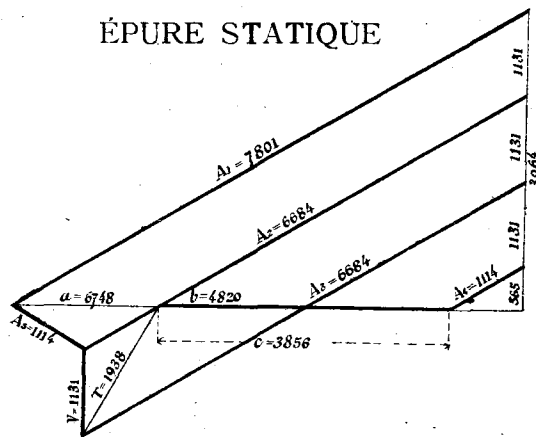 ÉPURE STATIQUE
1131
A₁=7801
1131
A₂=6684
1131
A₃=6684
A₄=1114
565
a=6748
b=4820
A₅=1114
c=3856
T=1938
V=1131